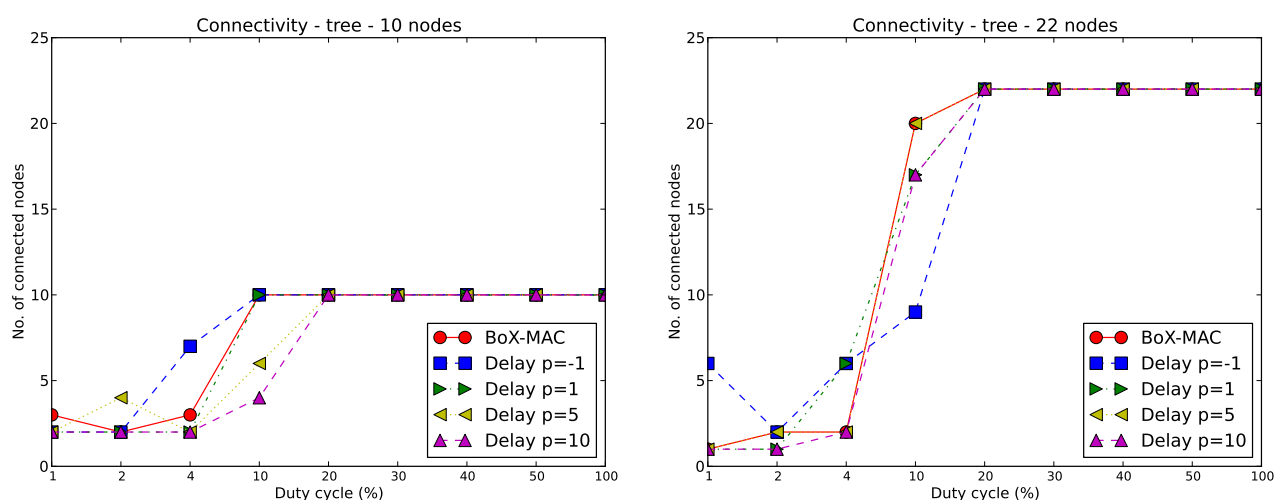 Connectivity - tree - 10 nodes
25
20
15
10
5
0
No. of connected nodes
1 2 4 10 20 30 40 50 100
Duty cycle (%)
BoX-MAC
Delay p=-1
Delay p=1
Delay p=5
Delay p=10
Connectivity - tree - 22 nodes
25
20
15
10
5
0
No. of connected nodes
1 2 4 10 20 30 40 50 100
Duty cycle (%)
BoX-MAC
Delay p=-1
Delay p=1
Delay p=5
Delay p=10